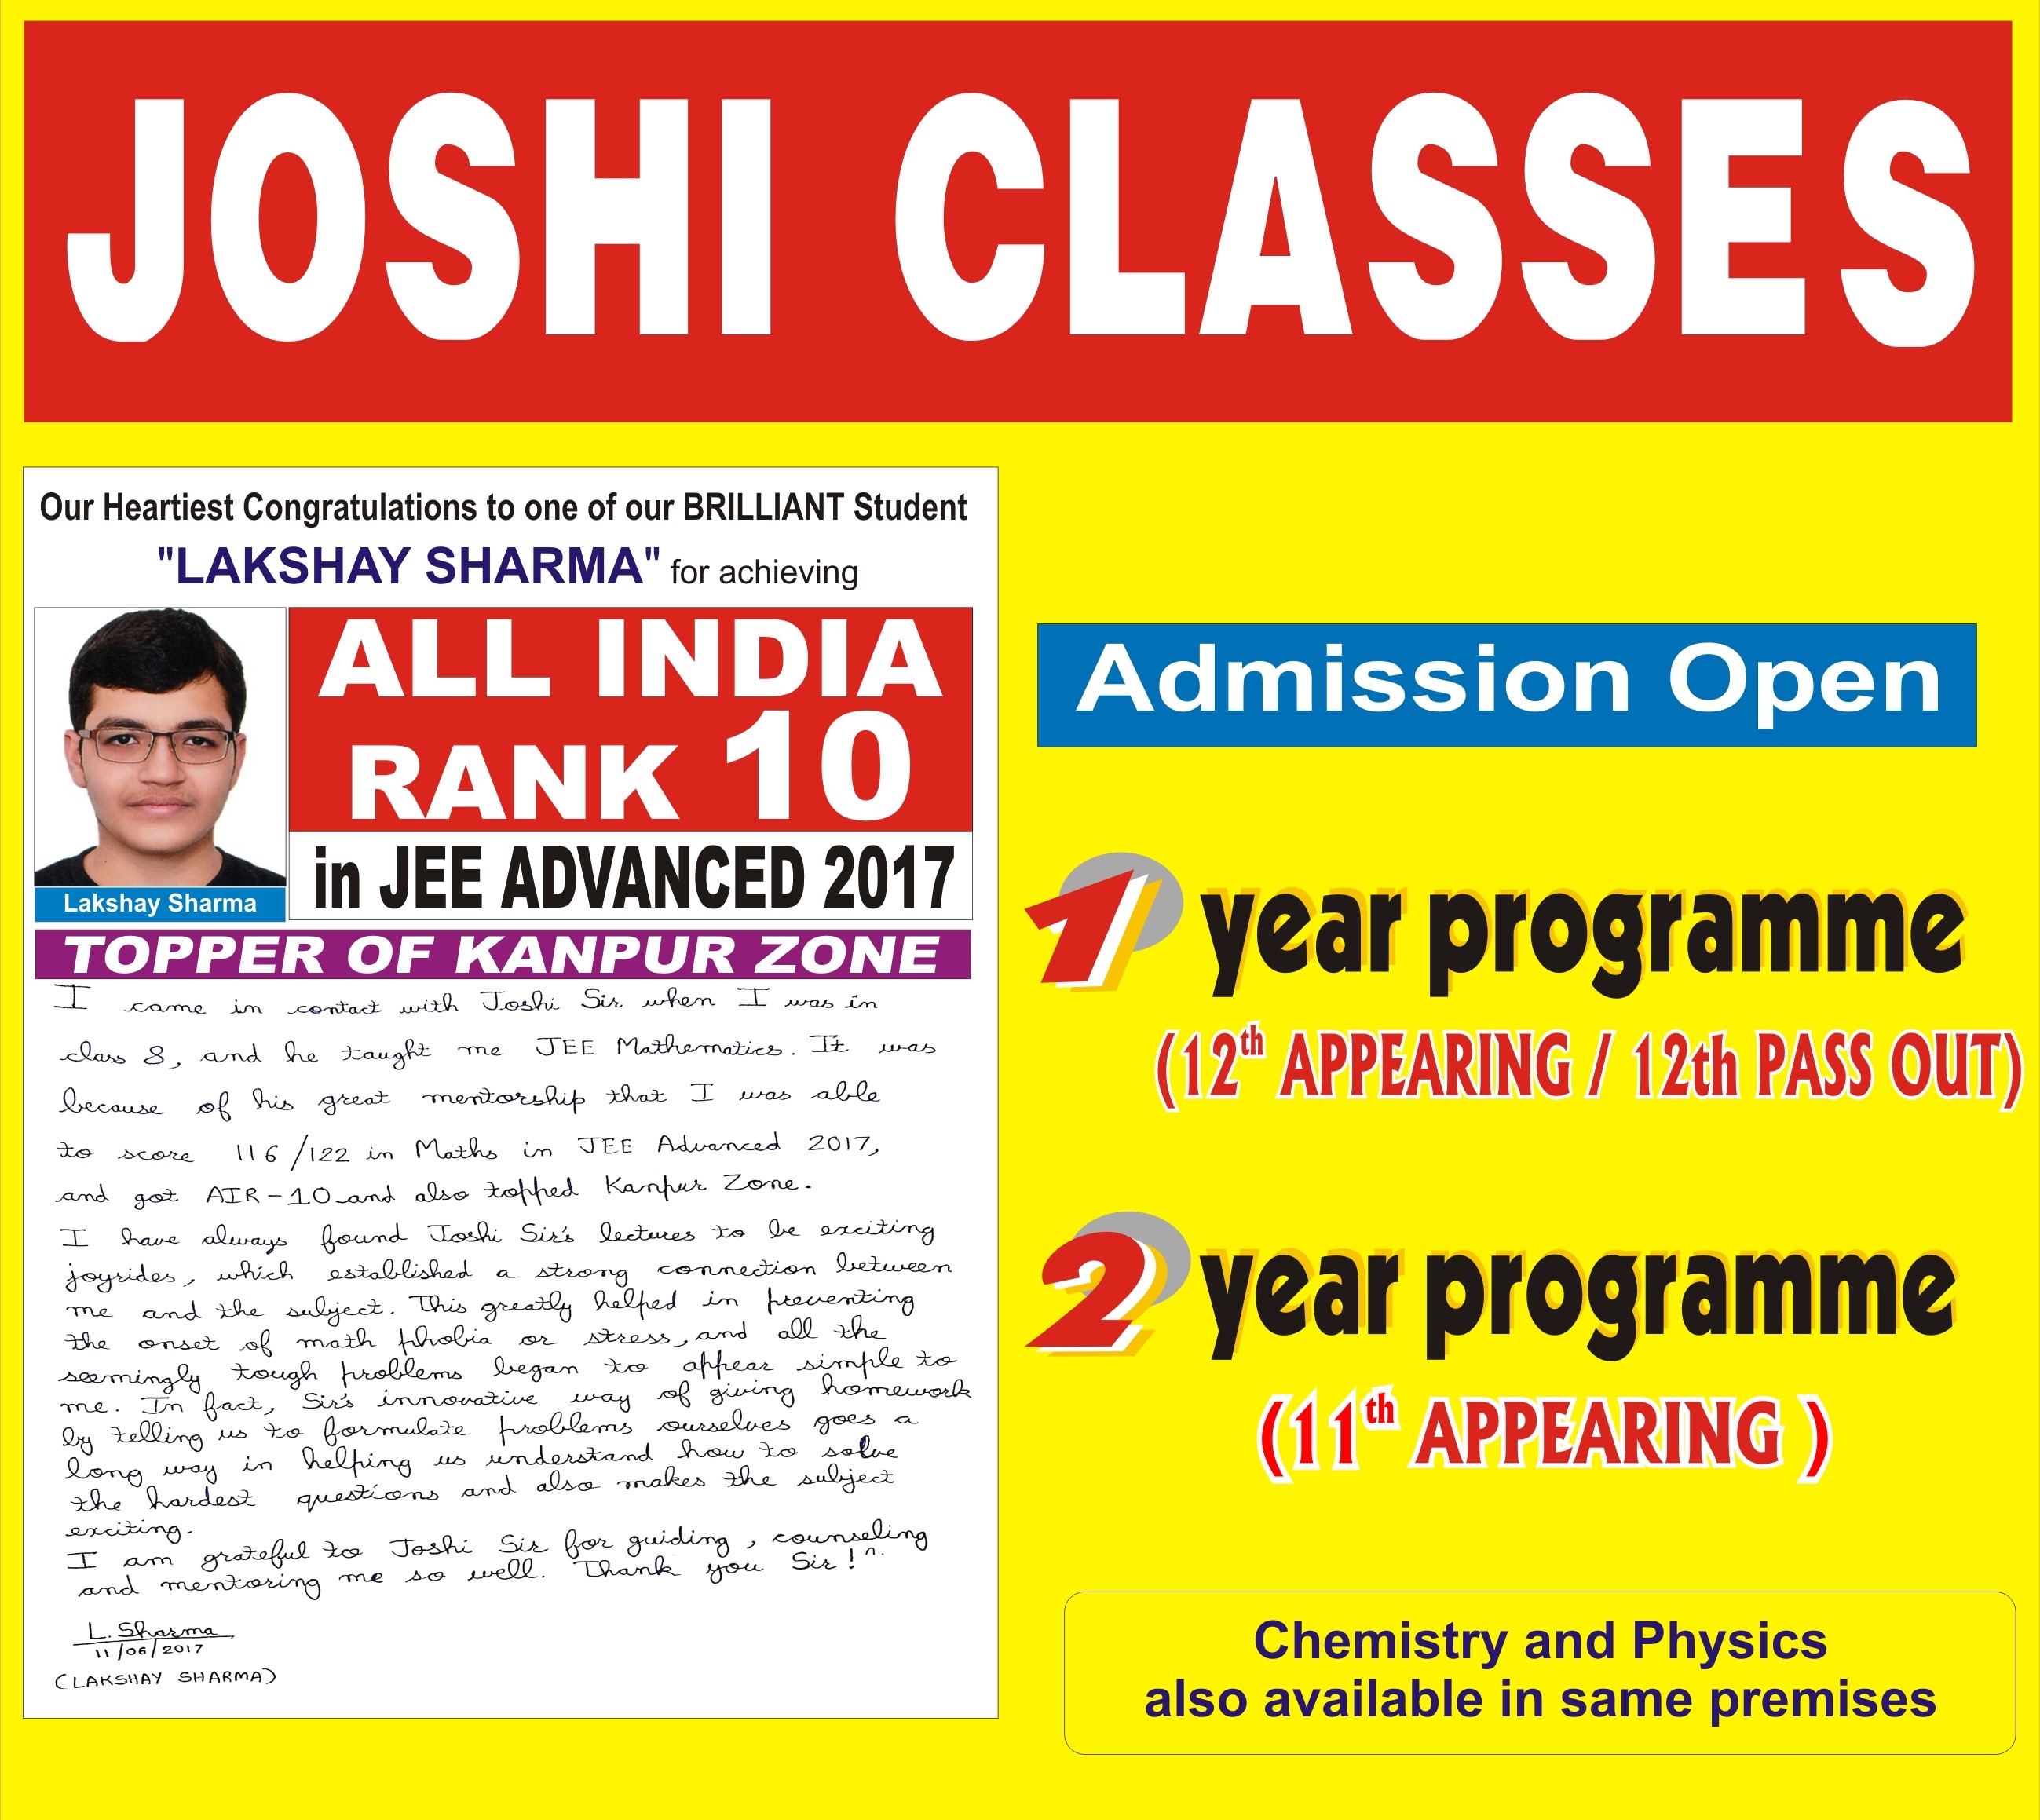 JOSHI CLASSES
Our Heartiest Congratulations to one of our BRILLIANT Student
"LAKSHAY SHARMA" for achieving
ALL INDIA
RANK 10
in JEE ADVANCED 2017
Lakshay Sharma
TOPPER OF KANPUR ZONE
I came in contact with Joshi Sir when I was in
class 8, and he taught me JEE Mathematics. It was
because of his great mentorship that I was able
to score 116/122 in Maths in JEE Advanced 2017,
and got AIR-10 and also topped Kanpur Zone.
I have always found Joshi Sir's lectures to be exciting
joyrides, which established a strong connection between
me and the subject. This greatly helped in preventing
the onset of math phobia or stress, and all the
seemingly tough problems began to appear simple to
me. In fact, Sir's innovative way of giving homework
by telling us to formulate problems ourselves goes a
long way in helping us understand how to solve
the hardest questions and also makes the subject
exciting.
I am grateful to Joshi Sir for guiding, counseling
and mentoring me so well. Thank you Sir!"
L. Sharma
11/06/2017
(LAKSHAY SHARMA)
Admission Open
1 year programme
(12th APPEARING / 12th PASS OUT)
2 year programme
(11th APPEARING )
Chemistry and Physics
also available in same premises